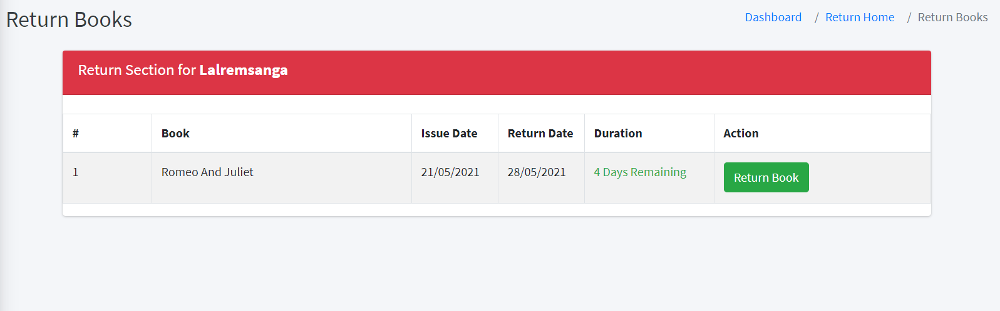 Return Books
Dashboard / Return Home / Return Books
Return Section for Lalremsanga
# Book Issue Date Return Date Duration Action
1 Romeo And Juliet 21/05/2021 28/05/2021 4 Days Remaining Return Book